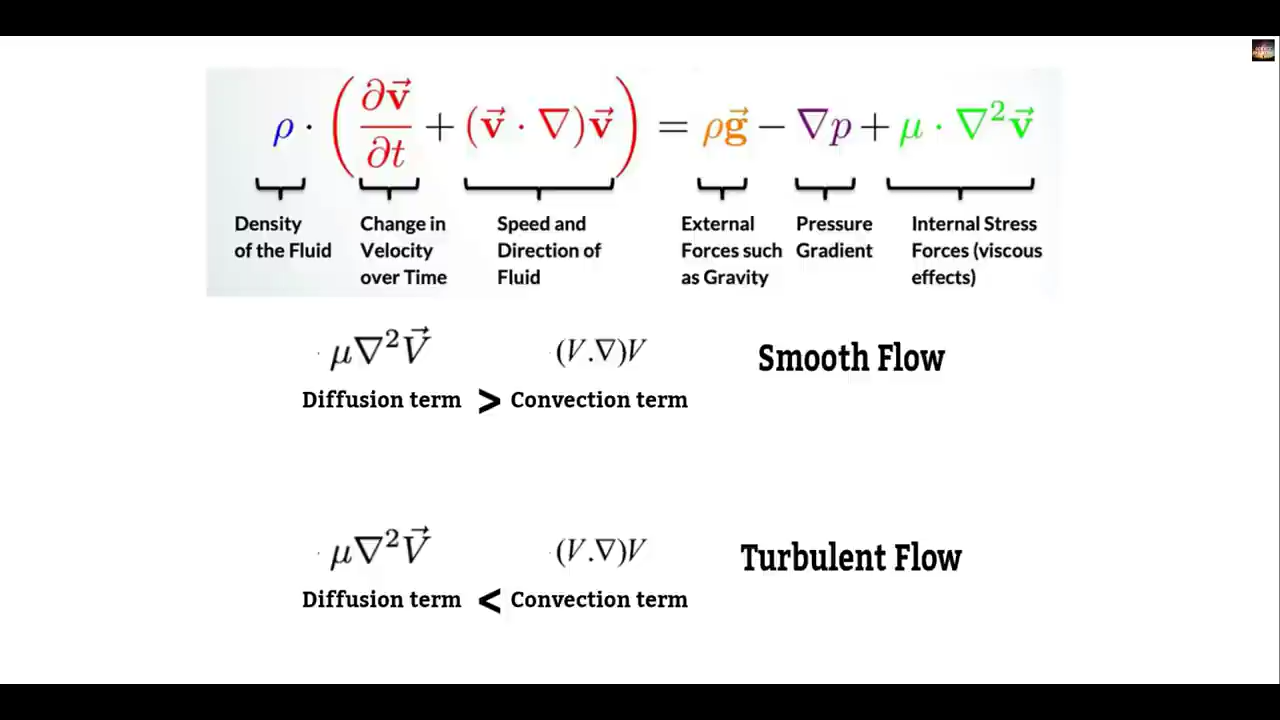 ρ · (∂v⃗/∂t + (v⃗ · ∇)v⃗) = ρg⃗ − ∇p + μ · ∇²v⃗
Density
of the Fluid
Change in
Velocity
over Time
Speed and
Direction of
Fluid
External
Forces such
as Gravity
Pressure
Gradient
Internal Stress
Forces (viscous
effects)
μ∇²V⃗ (V.∇)V Smooth Flow
Diffusion term > Convection term
μ∇²V⃗ (V.∇)V Turbulent Flow
Diffusion term < Convection term